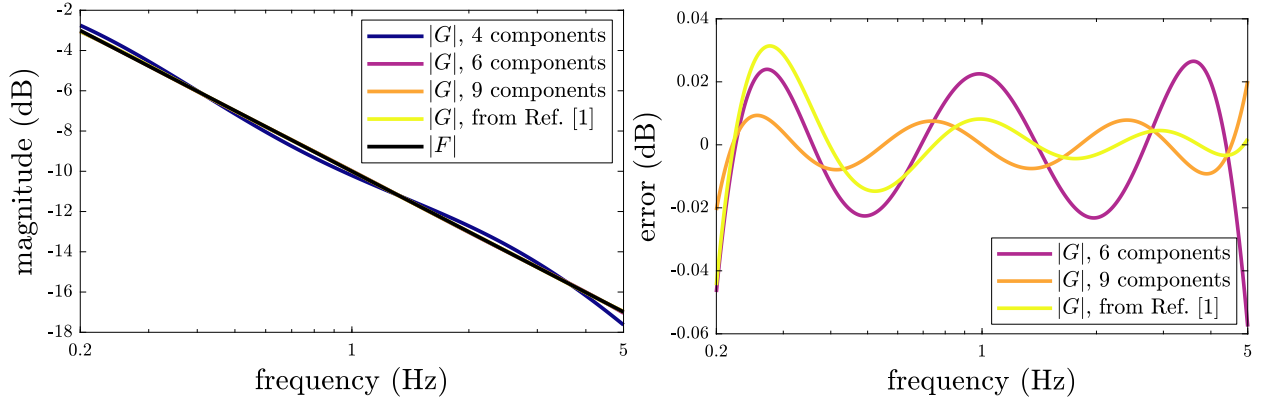 magnitude (dB)
-2
-4
-6
-8
-10
-12
-14
-16
-18
0.2
1
5
frequency (Hz)
|G|, 4 components
|G|, 6 components
|G|, 9 components
|G|, from Ref. [1]
|F|
error (dB)
0.04
0.02
0
-0.02
-0.04
-0.06
0.2
1
5
frequency (Hz)
|G|, 6 components
|G|, 9 components
|G|, from Ref. [1]